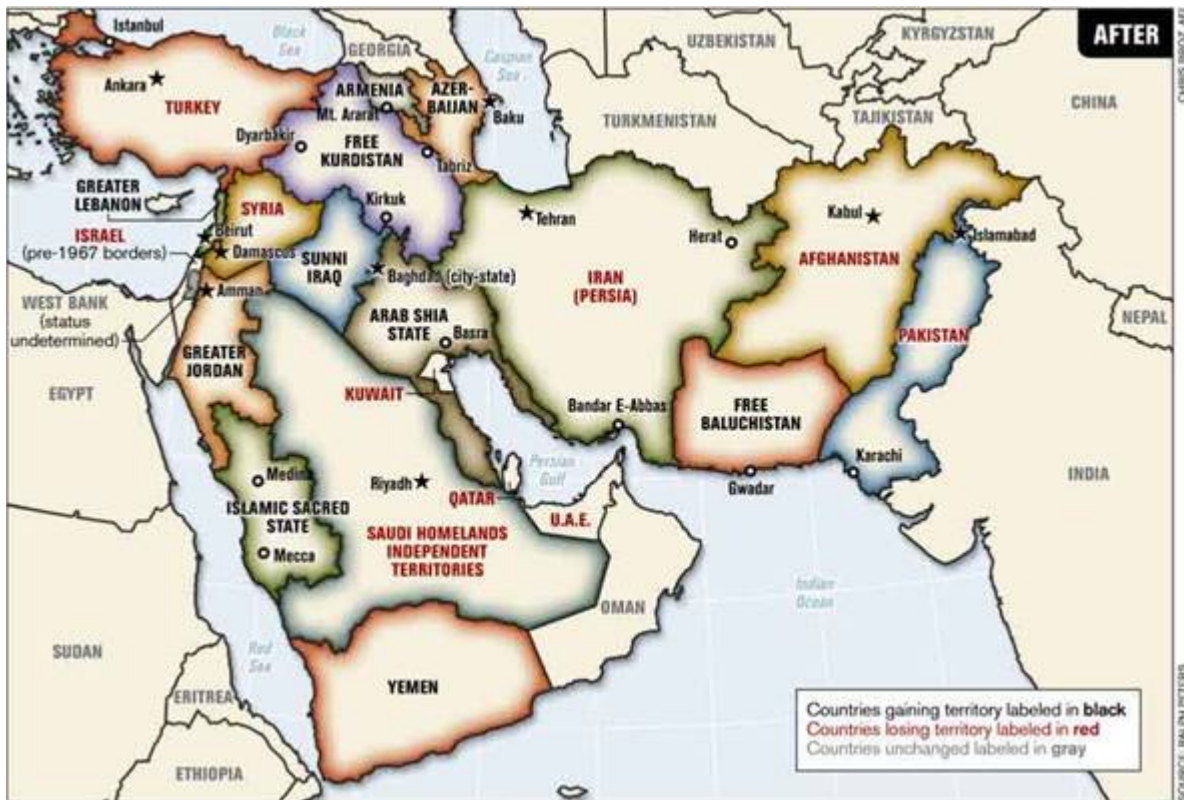 AFTER
Istanbul
Black
Sea
GEORGIA
Caspian
Sea
UZBEKISTAN
KYRGYZSTAN
Ankara
TURKEY
ARMENIA
AZER-
BAIJAN
Mt. Ararat
Baku
TURKMENISTAN
TAJIKISTAN
CHINA
Dyarbakir
FREE
KURDISTAN
Tabriz
GREATER
LEBANON
SYRIA
Kirkuk
Tehran
Herat
Kabul
Islamabad
Beirut
ISRAEL
(pre-1967 borders)
Damascus
SUNNI
IRAQ
Baghdad (city-state)
IRAN
(PERSIA)
AFGHANISTAN
WEST BANK
(status
undetermined)
Amman
ARAB SHIA
STATE
Basra
PAKISTAN
NEPAL
GREATER
JORDAN
EGYPT
KUWAIT
Bandar E-Abbas
FREE
BALUCHISTAN
Karachi
Gwadar
INDIA
Medina
ISLAMIC SACRED
STATE
Mecca
Riyadh
Persian
Gulf
QATAR
U.A.E.
SAUDI HOMELANDS
INDEPENDENT
TERRITORIES
OMAN
Indian
Ocean
SUDAN
Red
Sea
YEMEN
ERITREA
ETHIOPIA
Countries gaining territory labeled in black
Countries losing territory labeled in red
Countries unchanged labeled in gray
SOURCE: RALPH PETERS